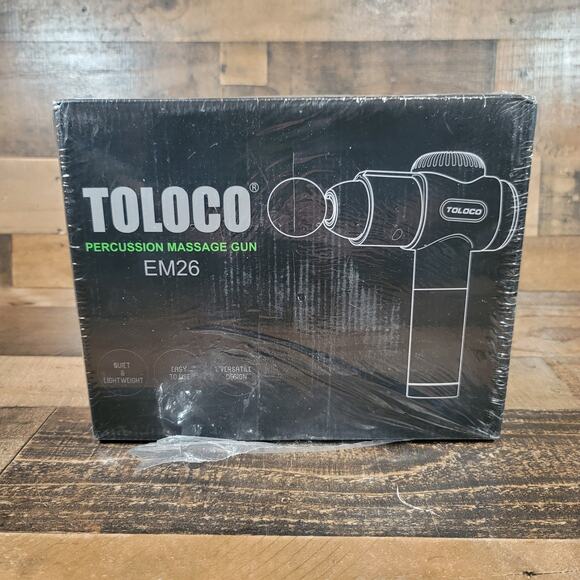 TOLOCO®
PERCUSSION MASSAGE GUN
EM26
TOLOCO
QUIET
&
LIGHTWEIGHT
EASY
TO USE
VERSATILE
DESIGN